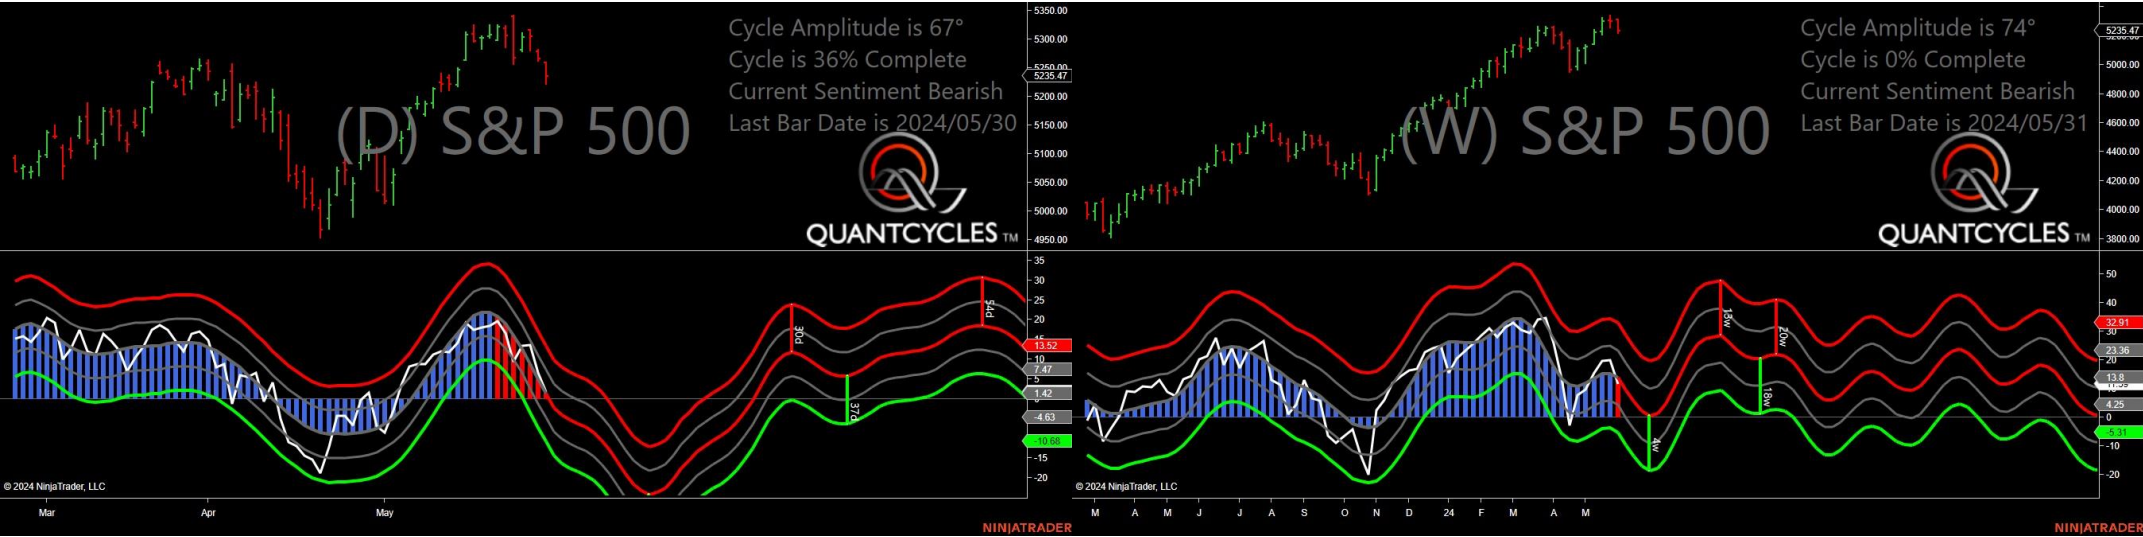 Cycle Amplitude is 67°
Cycle is 36% Complete
Current Sentiment Bearish
Last Bar Date is 2024/05/30
(D) S&P 500
QUANTCYCLES TM
5350.00
5300.00
5250.00
5235.47
5200.00
5150.00
5100.00
5050.00
5000.00
4950.00
35
30
25
20
13.52
10
7.47
5
1.42
-4.63
-10.68
-15
-20
30d
37d
54d
© 2024 NinjaTrader, LLC
Mar Apr May
NINJATRADER
Cycle Amplitude is 74°
Cycle is 0% Complete
Current Sentiment Bearish
Last Bar Date is 2024/05/31
(W) S&P 500
QUANTCYCLES TM
5235.47
5000.00
4800.00
4600.00
4400.00
4200.00
4000.00
3800.00
50
40
32.91
30
23.36
20
13.8
4.25
0
-5.31
-10
-20
4w
13w
18w
20w
© 2024 NinjaTrader, LLC
M A M J J A S O N D 24 F M A M
NINJATRADER